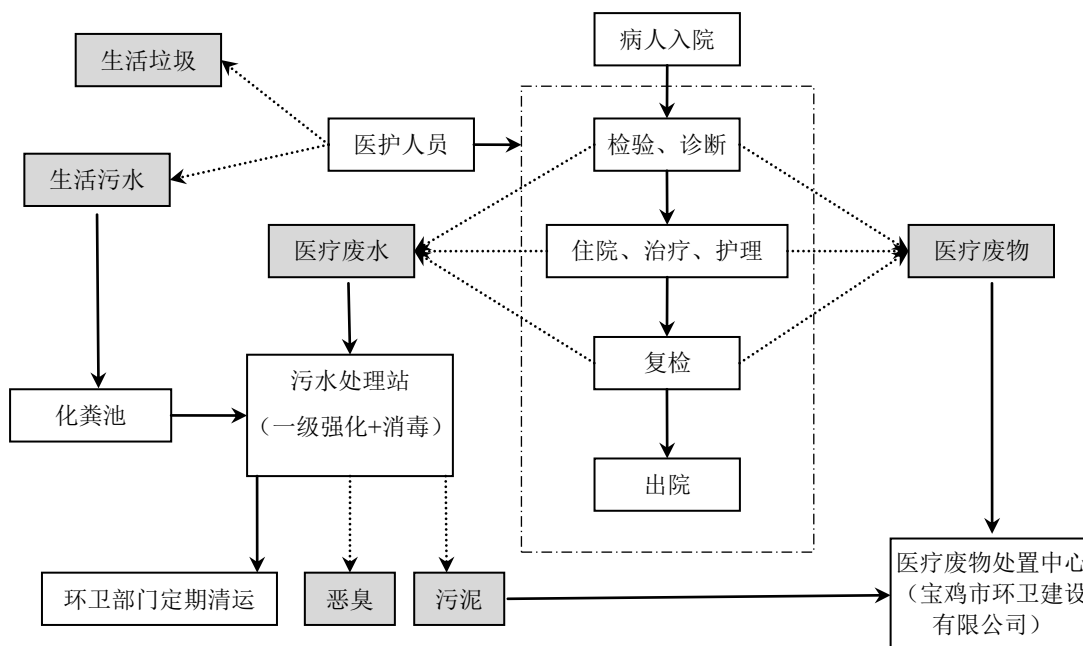 病人入院
生活垃圾
医护人员
检验、诊断
生活污水
医疗废水
住院、治疗、护理
医疗废物
复检
污水处理站
（一级强化+消毒）
化粪池
出院
环卫部门定期清运
恶臭
污泥
医疗废物处置中心
（宝鸡市环卫建设
有限公司）